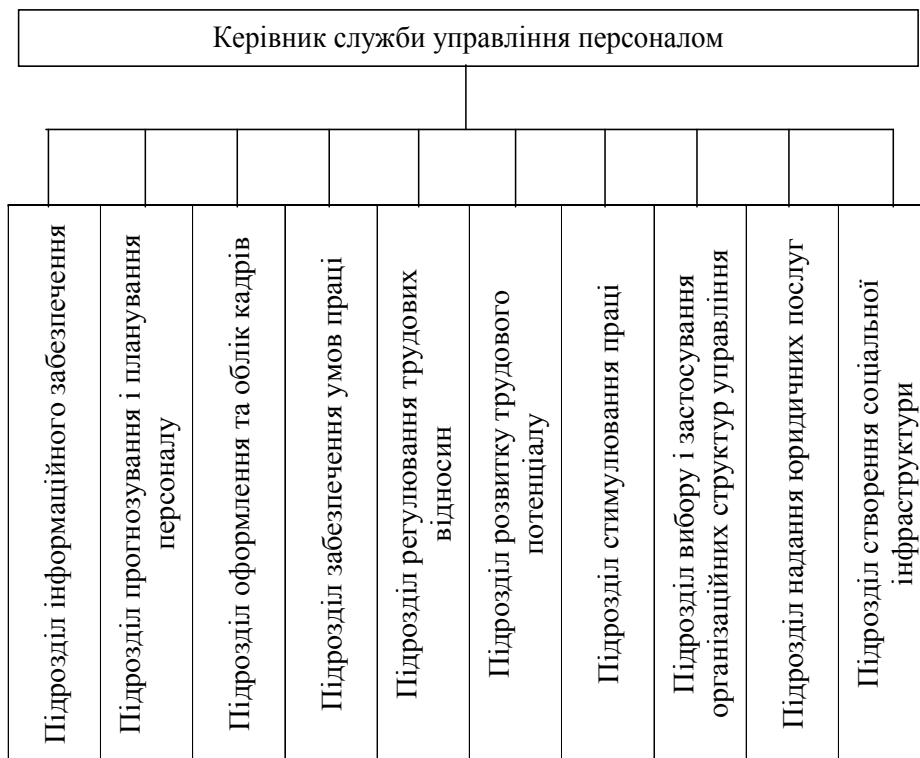 Керівник служби управління персоналом
Підрозділ інформаційного забезпечення
Підрозділ прогнозування і планування
персоналу
Підрозділ оформлення та облік кадрів
Підрозділ забезпечення умов праці
Підрозділ регулювання трудових
відносин
Підрозділ розвитку трудового
потенціалу
Підрозділ стимулювання праці
Підрозділ вибору і застосування
організаційних структур управління
Підрозділ надання юридичних послуг
Підрозділ створення соціальної
інфраструктури